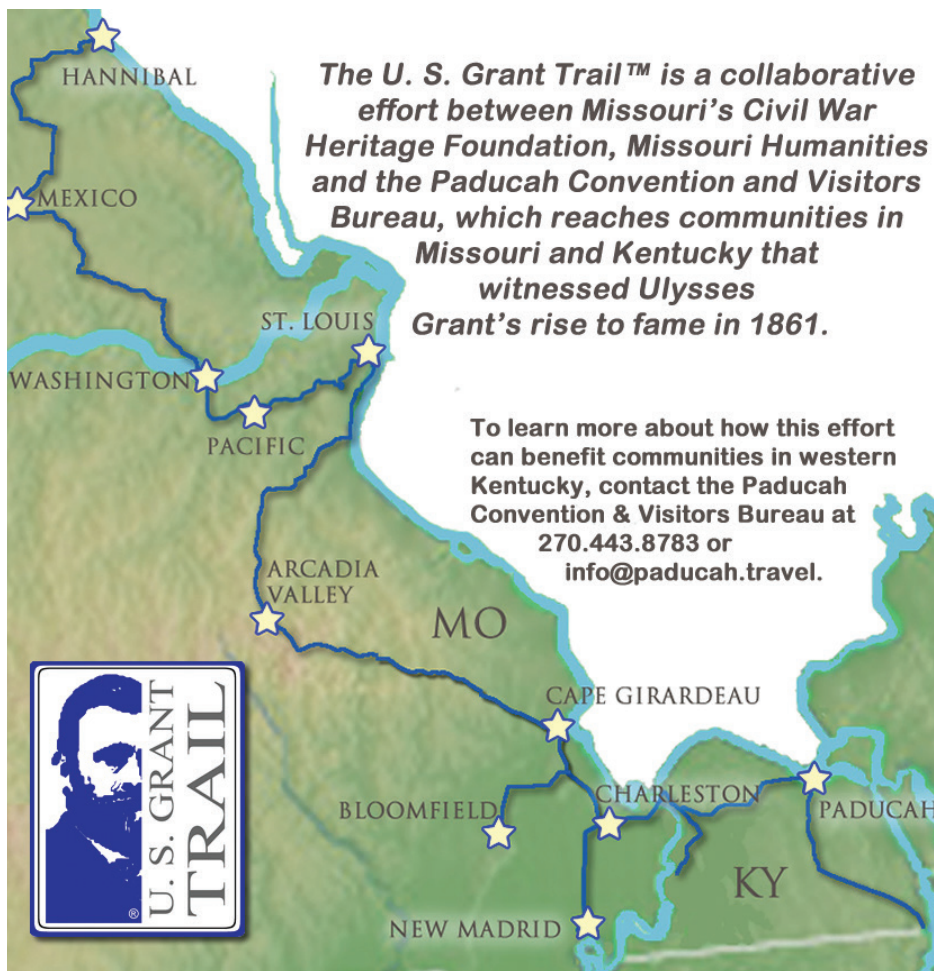 HANNIBAL
The U. S. Grant Trail™ is a collaborative
effort between Missouri's Civil War
Heritage Foundation, Missouri Humanities
and the Paducah Convention and Visitors
Bureau, which reaches communities in
Missouri and Kentucky that
witnessed Ulysses
Grant's rise to fame in 1861.
MEXICO
ST. LOUIS
WASHINGTON
PACIFIC
To learn more about how this effort
can benefit communities in western
Kentucky, contact the Paducah
Convention & Visitors Bureau at
270.443.8783 or
info@paducah.travel.
ARCADIA
VALLEY
MO
CAPE GIRARDEAU
BLOOMFIELD
CHARLESTON
PADUCAH
KY
NEW MADRID
U. S. GRANT
TRAIL
®